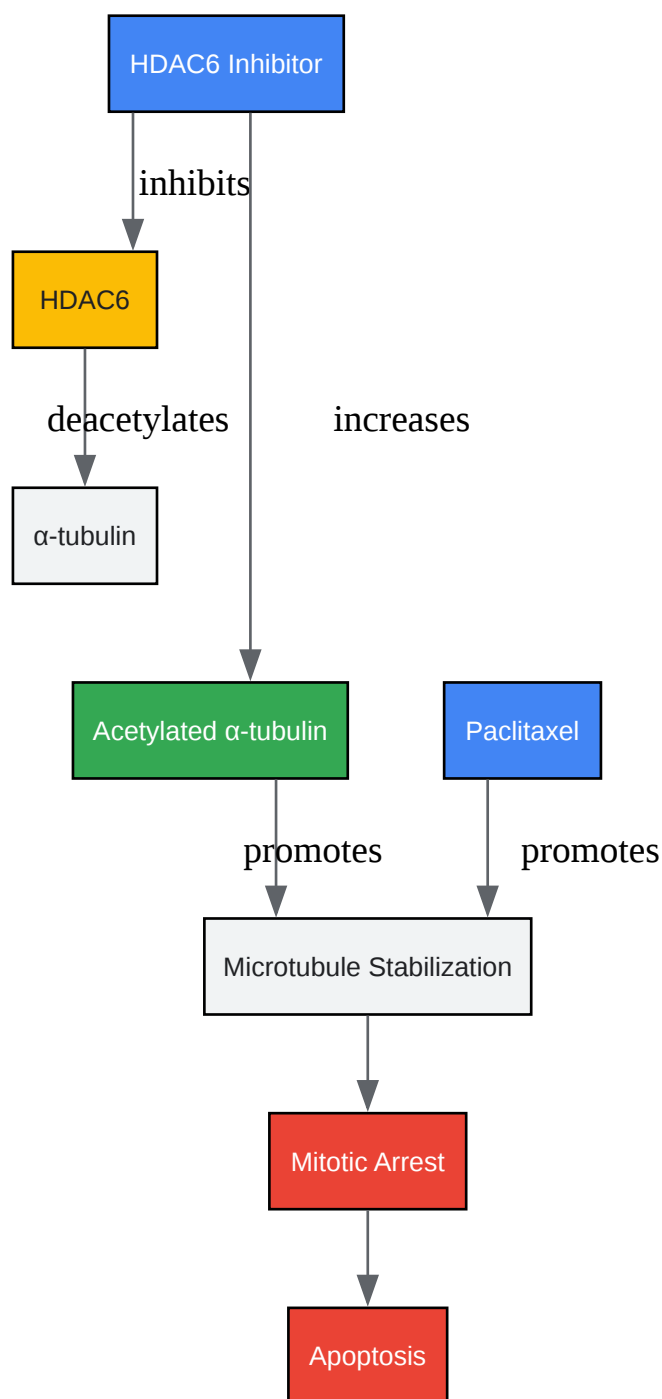 HDAC6 Inhibitor
inhibits
HDAC6
deacetylates
increases
α-tubulin
Acetylated α-tubulin
Paclitaxel
promotes
promotes
Microtubule Stabilization
Mitotic Arrest
Apoptosis